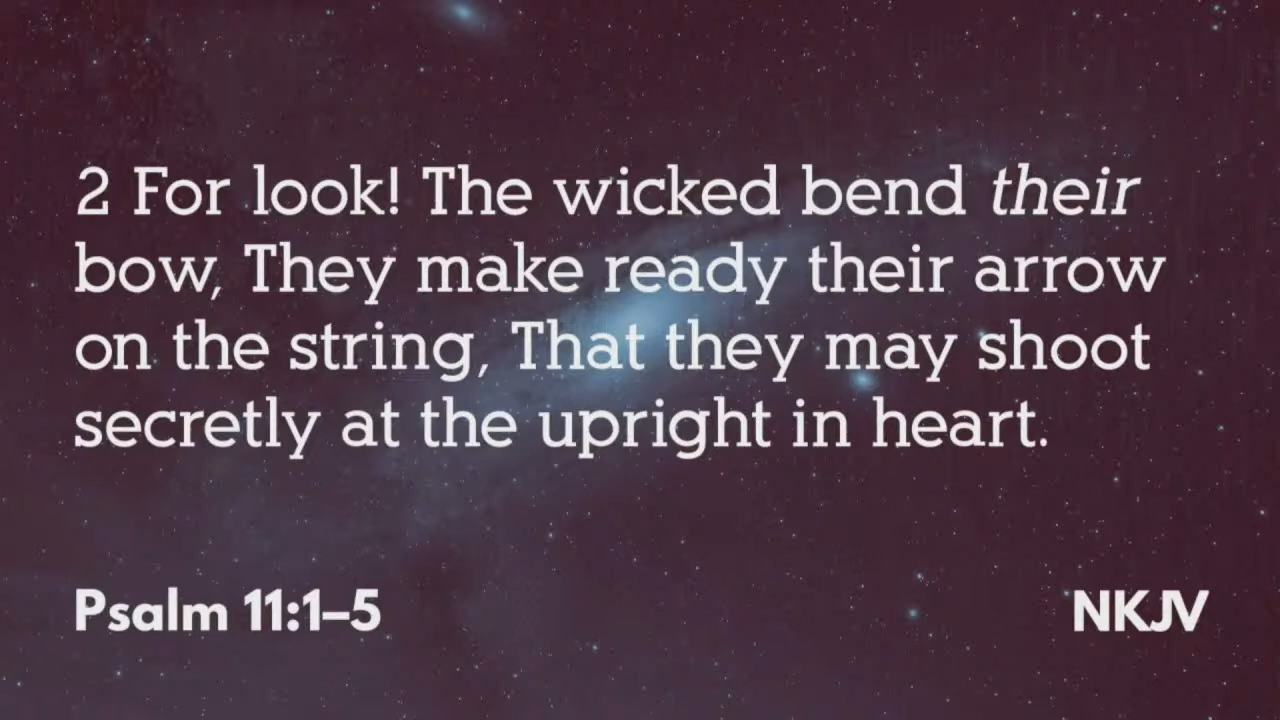 2 For look! The wicked bend their
bow, They make ready their arrow
on the string, That they may shoot
secretly at the upright in heart.
Psalm 11:1–5
NKJV